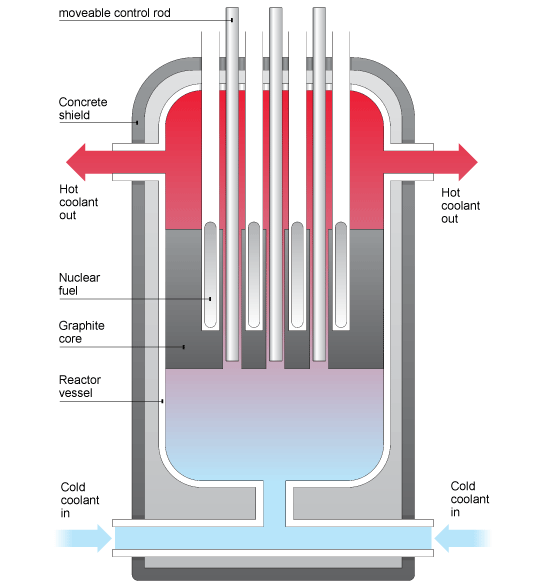 moveable control rod
Concrete
shield
Hot
coolant
out
Hot
coolant
out
Nuclear
fuel
Graphite
core
Reactor
vessel
Cold
coolant
in
Cold
coolant
in